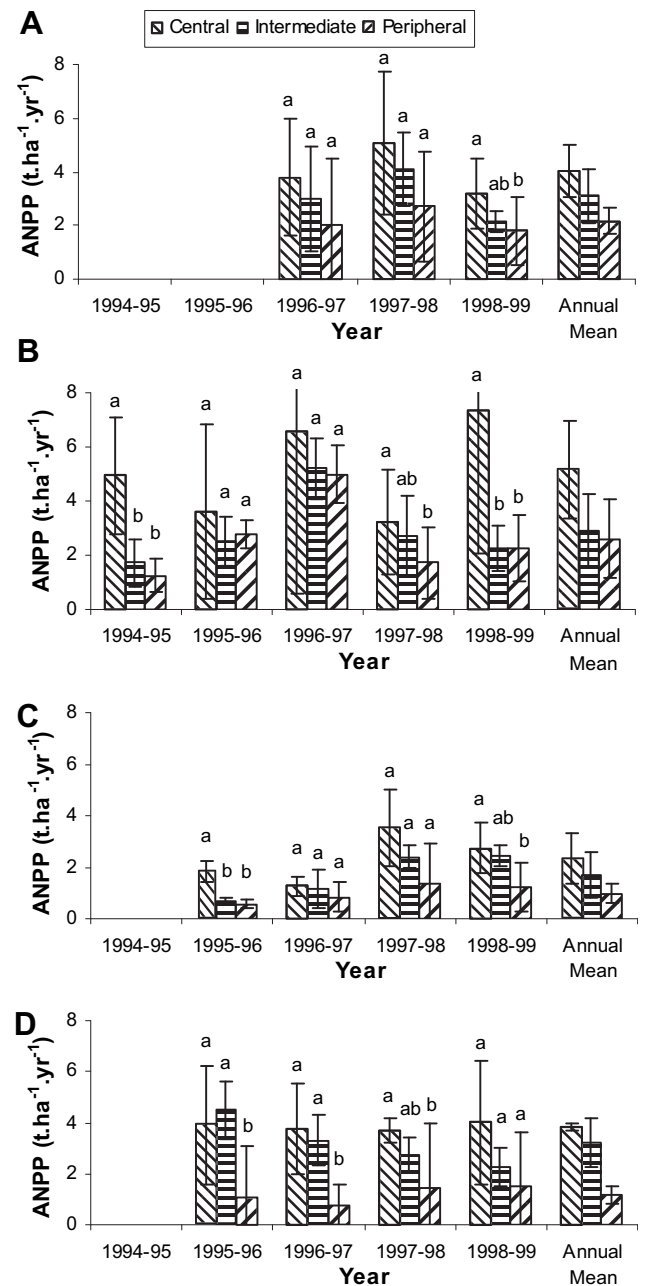 A
Central Intermediate Peripheral
ANPP (t.ha⁻¹.yr⁻¹)
8
6
4
2
0
a a a
a a a
a ab b
1994-95 1995-96 1996-97 1997-98 1998-99 Annual
Mean
Year
B
ANPP (t.ha⁻¹.yr⁻¹)
8
6
4
2
0
a b b
a a a
a a a
a ab b
a b b
1994-95 1995-96 1996-97 1997-98 1998-99 Annual
Mean
Year
C
ANPP (t.ha⁻¹.yr⁻¹)
8
6
4
2
0
a b b
a a a
a a a
a ab b
1994-95 1995-96 1996-97 1997-98 1998-99 Annual
Mean
Year
D
ANPP (t.ha⁻¹.yr⁻¹)
8
6
4
2
0
a a b
a a b
a ab b
a a a
1994-95 1995-96 1996-97 1997-98 1998-99 Annual
Mean
Year